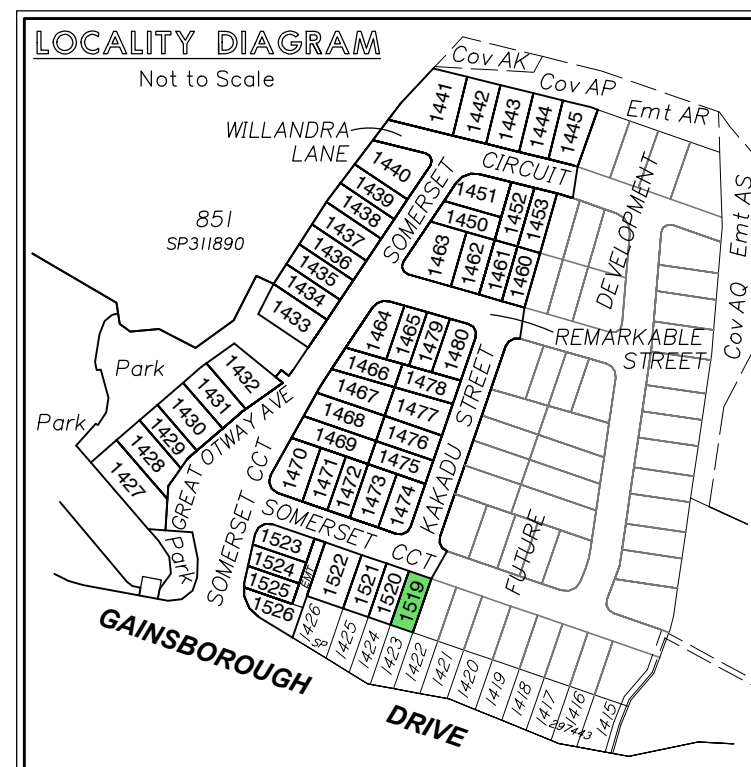 LOCALITY DIAGRAM
Not to Scale
Cov AK
Cov AP
Emt AR
Emt AS
Cov AQ
WILLANDRA
LANE
SOMERSET
CIRCUIT
1441
1442
1443
1444
1445
1440
1439
1438
1437
1436
1435
1434
1433
851
SP311890
1451
1450
1452
1453
1463
1462
1461
1460
DEVELOPMENT
REMARKABLE
STREET
1464
1465
1479
1480
1466
1478
1467
1477
1468
1476
1469
1475
1470
1471
1472
1473
1474
KAKADU STREET
Park
Park
Park
1432
1431
1430
1429
1428
1427
GREAT OTWAY AVE
SOMERSET CCT
SOMERSET CCT
FUTURE
1523
1524
1525
1526
EMT
1522
1521
1520
1519
1426
SP
1425
1424
1423
1422
1421
1420
1419
1418
1417
1416
1415
297443
GAINSBOROUGH
DRIVE